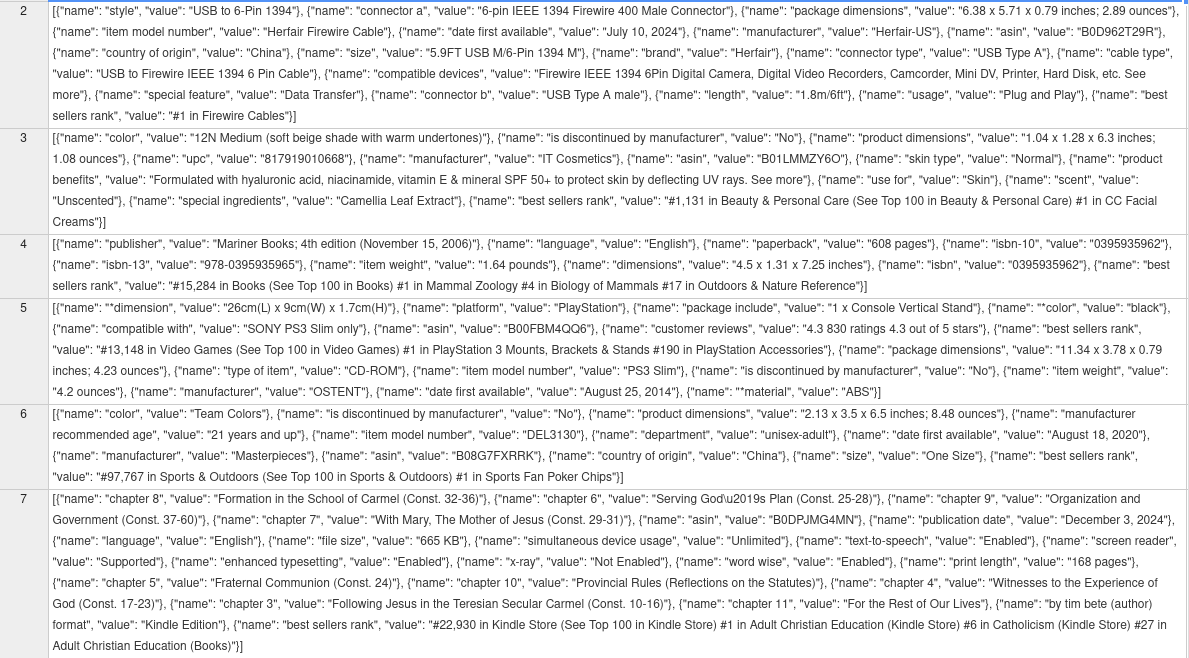 2 [{"name": "style", "value": "USB to 6-Pin 1394"}, {"name": "connector a", "value": "6-pin IEEE 1394 Firewire 400 Male Connector"}, {"name": "package dimensions", "value": "6.38 x 5.71 x 0.79 inches; 2.89 ounces"},
{"name": "item model number", "value": "Herfair Firewire Cable"}, {"name": "date first available", "value": "July 10, 2024"}, {"name": "manufacturer", "value": "Herfair-US"}, {"name": "asin", "value": "B0D962T29R"},
{"name": "country of origin", "value": "China"}, {"name": "size", "value": "5.9FT USB M/6-Pin 1394 M"}, {"name": "brand", "value": "Herfair"}, {"name": "connector type", "value": "USB Type A"}, {"name": "cable type",
"value": "USB to Firewire IEEE 1394 6 Pin Cable"}, {"name": "compatible devices", "value": "Firewire IEEE 1394 6Pin Digital Camera, Digital Video Recorders, Camcorder, Mini DV, Printer, Hard Disk, etc. See
more"}, {"name": "special feature", "value": "Data Transfer"}, {"name": "connector b", "value": "USB Type A male"}, {"name": "length", "value": "1.8m/6ft"}, {"name": "usage", "value": "Plug and Play"}, {"name": "best
sellers rank", "value": "#1 in Firewire Cables"}]
3 [{"name": "color", "value": "12N Medium (soft beige shade with warm undertones)"}, {"name": "is discontinued by manufacturer", "value": "No"}, {"name": "product dimensions", "value": "1.04 x 1.28 x 6.3 inches;
1.08 ounces"}, {"name": "upc", "value": "817919010668"}, {"name": "manufacturer", "value": "IT Cosmetics"}, {"name": "asin", "value": "B01LMMZY6O"}, {"name": "skin type", "value": "Normal"}, {"name": "product
benefits", "value": "Formulated with hyaluronic acid, niacinamide, vitamin E & mineral SPF 50+ to protect skin by deflecting UV rays. See more"}, {"name": "use for", "value": "Skin"}, {"name": "scent", "value":
"Unscented"}, {"name": "special ingredients", "value": "Camellia Leaf Extract"}, {"name": "best sellers rank", "value": "#1,131 in Beauty & Personal Care (See Top 100 in Beauty & Personal Care) #1 in CC Facial
Creams"}]
4 [{"name": "publisher", "value": "Mariner Books; 4th edition (November 15, 2006)"}, {"name": "language", "value": "English"}, {"name": "paperback", "value": "608 pages"}, {"name": "isbn-10", "value": "0395935962"},
{"name": "isbn-13", "value": "978-0395935965"}, {"name": "item weight", "value": "1.64 pounds"}, {"name": "dimensions", "value": "4.5 x 1.31 x 7.25 inches"}, {"name": "isbn", "value": "0395935962"}, {"name": "best
sellers rank", "value": "#15,284 in Books (See Top 100 in Books) #1 in Mammal Zoology #4 in Biology of Mammals #17 in Outdoors & Nature Reference"}]
5 [{"name": "*dimension", "value": "26cm(L) x 9cm(W) x 1.7cm(H)"}, {"name": "platform", "value": "PlayStation"}, {"name": "package include", "value": "1 x Console Vertical Stand"}, {"name": "*color", "value": "black"},
{"name": "compatible with", "value": "SONY PS3 Slim only"}, {"name": "asin", "value": "B00FBM4QQ6"}, {"name": "customer reviews", "value": "4.3 830 ratings 4.3 out of 5 stars"}, {"name": "best sellers rank",
"value": "#13,148 in Video Games (See Top 100 in Video Games) #1 in PlayStation 3 Mounts, Brackets & Stands #190 in PlayStation Accessories"}, {"name": "package dimensions", "value": "11.34 x 3.78 x 0.79
inches; 4.23 ounces"}, {"name": "type of item", "value": "CD-ROM"}, {"name": "item model number", "value": "PS3 Slim"}, {"name": "is discontinued by manufacturer", "value": "No"}, {"name": "item weight", "value":
"4.2 ounces"}, {"name": "manufacturer", "value": "OSTENT"}, {"name": "date first available", "value": "August 25, 2014"}, {"name": "*material", "value": "ABS"}]
6 [{"name": "color", "value": "Team Colors"}, {"name": "is discontinued by manufacturer", "value": "No"}, {"name": "product dimensions", "value": "2.13 x 3.5 x 6.5 inches; 8.48 ounces"}, {"name": "manufacturer
recommended age", "value": "21 years and up"}, {"name": "item model number", "value": "DEL3130"}, {"name": "department", "value": "unisex-adult"}, {"name": "date first available", "value": "August 18, 2020"},
{"name": "manufacturer", "value": "Masterpieces"}, {"name": "asin", "value": "B08G7FXRRK"}, {"name": "country of origin", "value": "China"}, {"name": "size", "value": "One Size"}, {"name": "best sellers rank",
"value": "#97,767 in Sports & Outdoors (See Top 100 in Sports & Outdoors) #1 in Sports Fan Poker Chips"}]
7 [{"name": "chapter 8", "value": "Formation in the School of Carmel (Const. 32-36)"}, {"name": "chapter 6", "value": "Serving God\u2019s Plan (Const. 25-28)"}, {"name": "chapter 9", "value": "Organization and
Government (Const. 37-60)"}, {"name": "chapter 7", "value": "With Mary, The Mother of Jesus (Const. 29-31)"}, {"name": "asin", "value": "B0DPJMG4MN"}, {"name": "publication date", "value": "December 3, 2024"},
{"name": "language", "value": "English"}, {"name": "file size", "value": "665 KB"}, {"name": "simultaneous device usage", "value": "Unlimited"}, {"name": "text-to-speech", "value": "Enabled"}, {"name": "screen reader",
"value": "Supported"}, {"name": "enhanced typesetting", "value": "Enabled"}, {"name": "x-ray", "value": "Not Enabled"}, {"name": "word wise", "value": "Enabled"}, {"name": "print length", "value": "168 pages"},
{"name": "chapter 5", "value": "Fraternal Communion (Const. 24)"}, {"name": "chapter 10", "value": "Provincial Rules (Reflections on the Statutes)"}, {"name": "chapter 4", "value": "Witnesses to the Experience of
God (Const. 17-23)"}, {"name": "chapter 3", "value": "Following Jesus in the Teresian Secular Carmel (Const. 10-16)"}, {"name": "chapter 11", "value": "For the Rest of Our Lives"}, {"name": "by tim bete (author)
format", "value": "Kindle Edition"}, {"name": "best sellers rank", "value": "#22,930 in Kindle Store (See Top 100 in Kindle Store) #1 in Adult Christian Education (Kindle Store) #6 in Catholicism (Kindle Store) #27 in
Adult Christian Education (Books)"}]